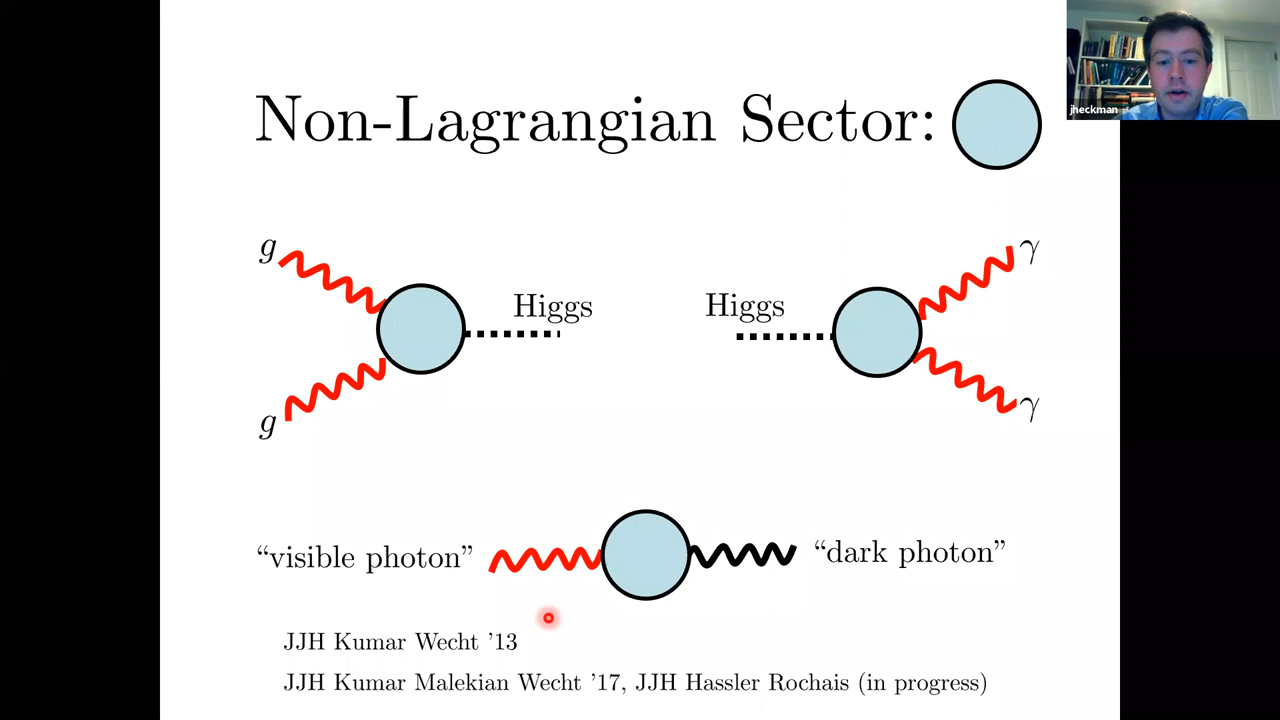 Non-Lagrangian Sector:
jheckman
g
Higgs
g
Higgs
γ
γ
“visible photon”
“dark photon”
JJH Kumar Wecht ’13
JJH Kumar Malekian Wecht ’17, JJH Hassler Rochais (in progress)